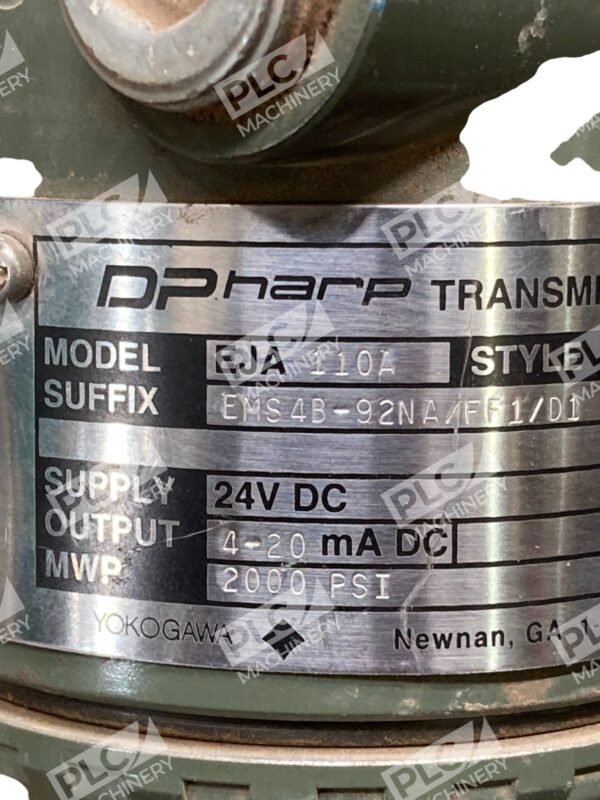 DPharp TRANSMI
MODEL EJA 110A STYLE
SUFFIX EMS4B-92NA/FF1/D1
SUPPLY 24V DC
OUTPUT 4-20 mA DC
MWP 2000 PSI
YOKOGAWA Newnan, GA
PLC MACHINERY